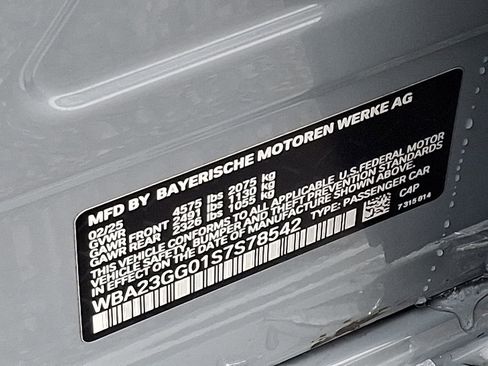 MFD BY BAYERISCHE MOTOREN WERKE AG
02/25
GVWR 4575 lbs 2075 kg
GAWR FRONT 2491 lbs 1130 kg
GAWR REAR 2326 lbs 1055 kg
THIS VEHICLE CONFORMS TO ALL APPLICABLE U.S. FEDERAL MOTOR
VEHICLE SAFETY, BUMPER, AND THEFT PREVENTION STANDARDS
IN EFFECT ON THE DATE OF MANUFACTURE SHOWN ABOVE.
WBA23GG01S7S78542 TYPE: PASSENGER CAR
C4P
7 315 014